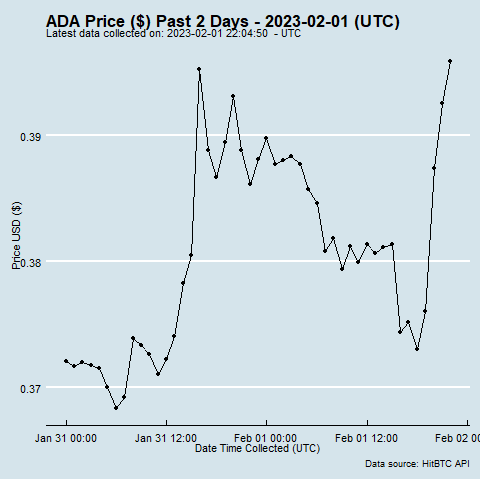 ADA Price ($) Past 2 Days - 2023-02-01 (UTC)
Latest data collected on: 2023-02-01 22:04:50 - UTC
0.39
0.38
0.37
Price USD ($)
Jan 31 00:00 Jan 31 12:00 Feb 01 00:00 Feb 01 12:00 Feb 02 0
Date Time Collected (UTC)
Data source: HitBTC API